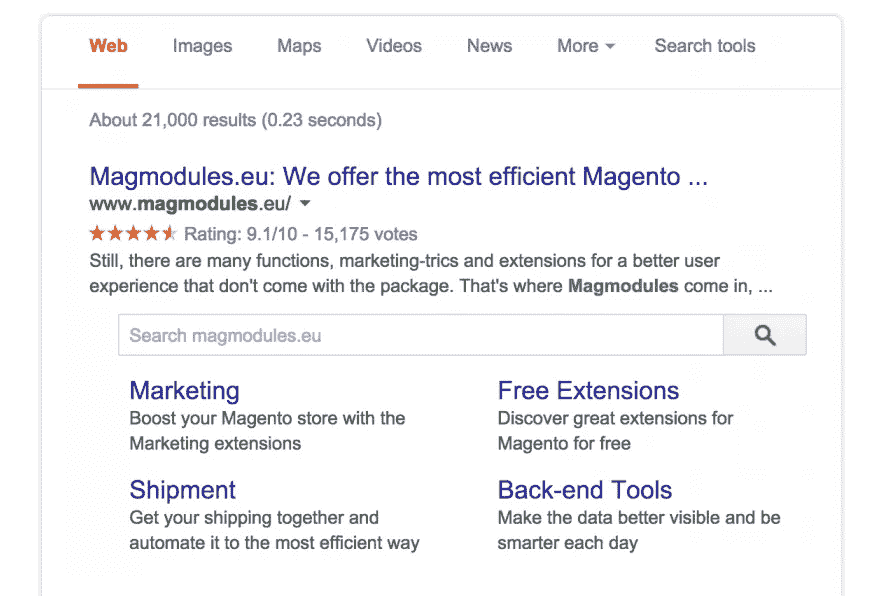 Web Images Maps Videos News More Search tools
About 21,000 results (0.23 seconds)
Magmodules.eu: We offer the most efficient Magento ...
www.magmodules.eu/
Rating: 9.1/10 - 15,175 votes
Still, there are many functions, marketing-trics and extensions for a better user
experience that don't come with the package. That's where Magmodules come in, ...
Search magmodules.eu
Marketing
Boost your Magento store with the
Marketing extensions
Free Extensions
Discover great extensions for
Magento for free
Shipment
Get your shipping together and
automate it to the most efficient way
Back-end Tools
Make the data better visible and be
smarter each day